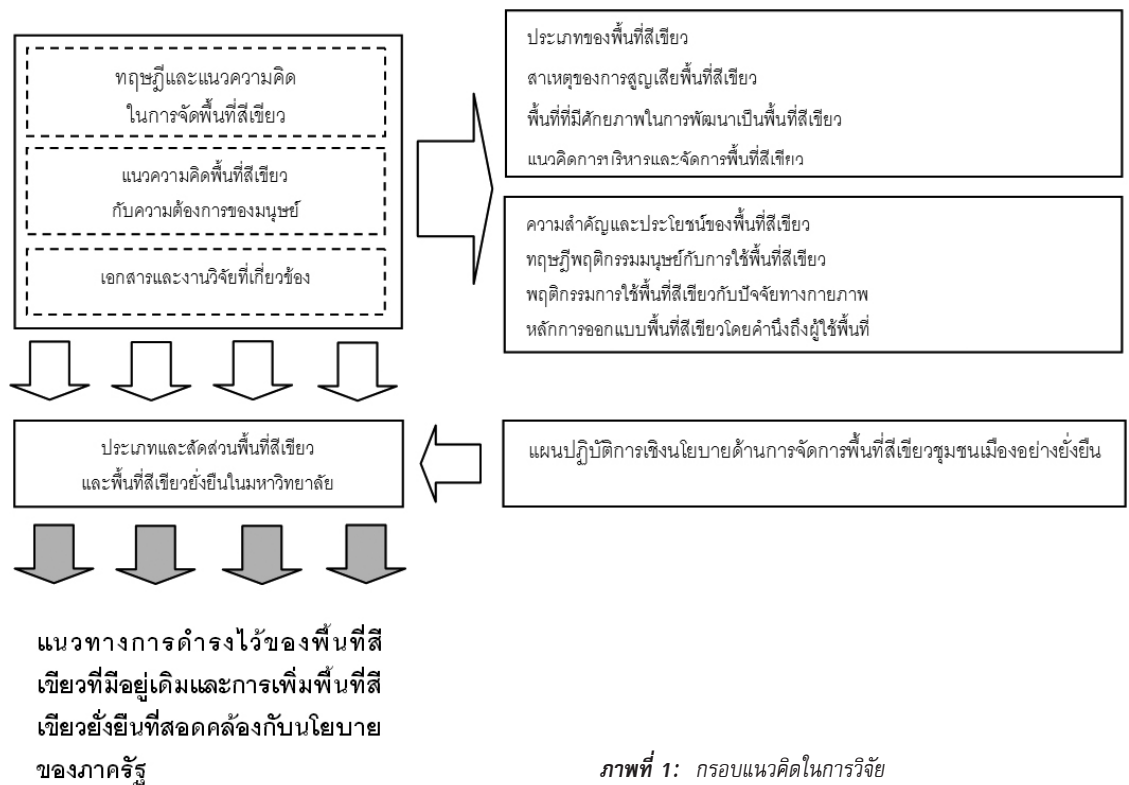 ทฤษฎีและแนวความคิด
ในการจัดพื้นที่สีเขียว
แนวความคิดพื้นที่สีเขียว
กับความต้องการของมนุษย์
เอกสารและงานวิจัยที่เกี่ยวข้อง
ประเภทของพื้นที่สีเขียว
สาเหตุของการสูญเสียพื้นที่สีเขียว
พื้นที่ที่มีศักยภาพในการพัฒนาเป็นพื้นที่สีเขียว
แนวคิดการบริหารและจัดการพื้นที่สีเขียว
ความสำคัญและประโยชน์ของพื้นที่สีเขียว
ทฤษฎีพฤติกรรมมนุษย์กับการใช้พื้นที่สีเขียว
พฤติกรรมการใช้พื้นที่สีเขียวกับปัจจัยทางกายภาพ
หลักการออกแบบพื้นที่สีเขียวโดยคำนึงถึงผู้ใช้พื้นที่
ประเภทและสัดส่วนพื้นที่สีเขียว
และพื้นที่สีเขียวยั่งยืนในมหาวิทยาลัย
แผนปฏิบัติการเชิงนโยบายด้านการจัดการพื้นที่สีเขียวชุมชนเมืองอย่างยั่งยืน
แนวทางการดำรงไว้ของพื้นที่สี
เขียวที่มีอยู่เดิมและการเพิ่มพื้นที่สี
เขียวยั่งยืนที่สอดคล้องกับนโยบาย
ของภาครัฐ
ภาพที่ 1: กรอบแนวคิดในการวิจัย